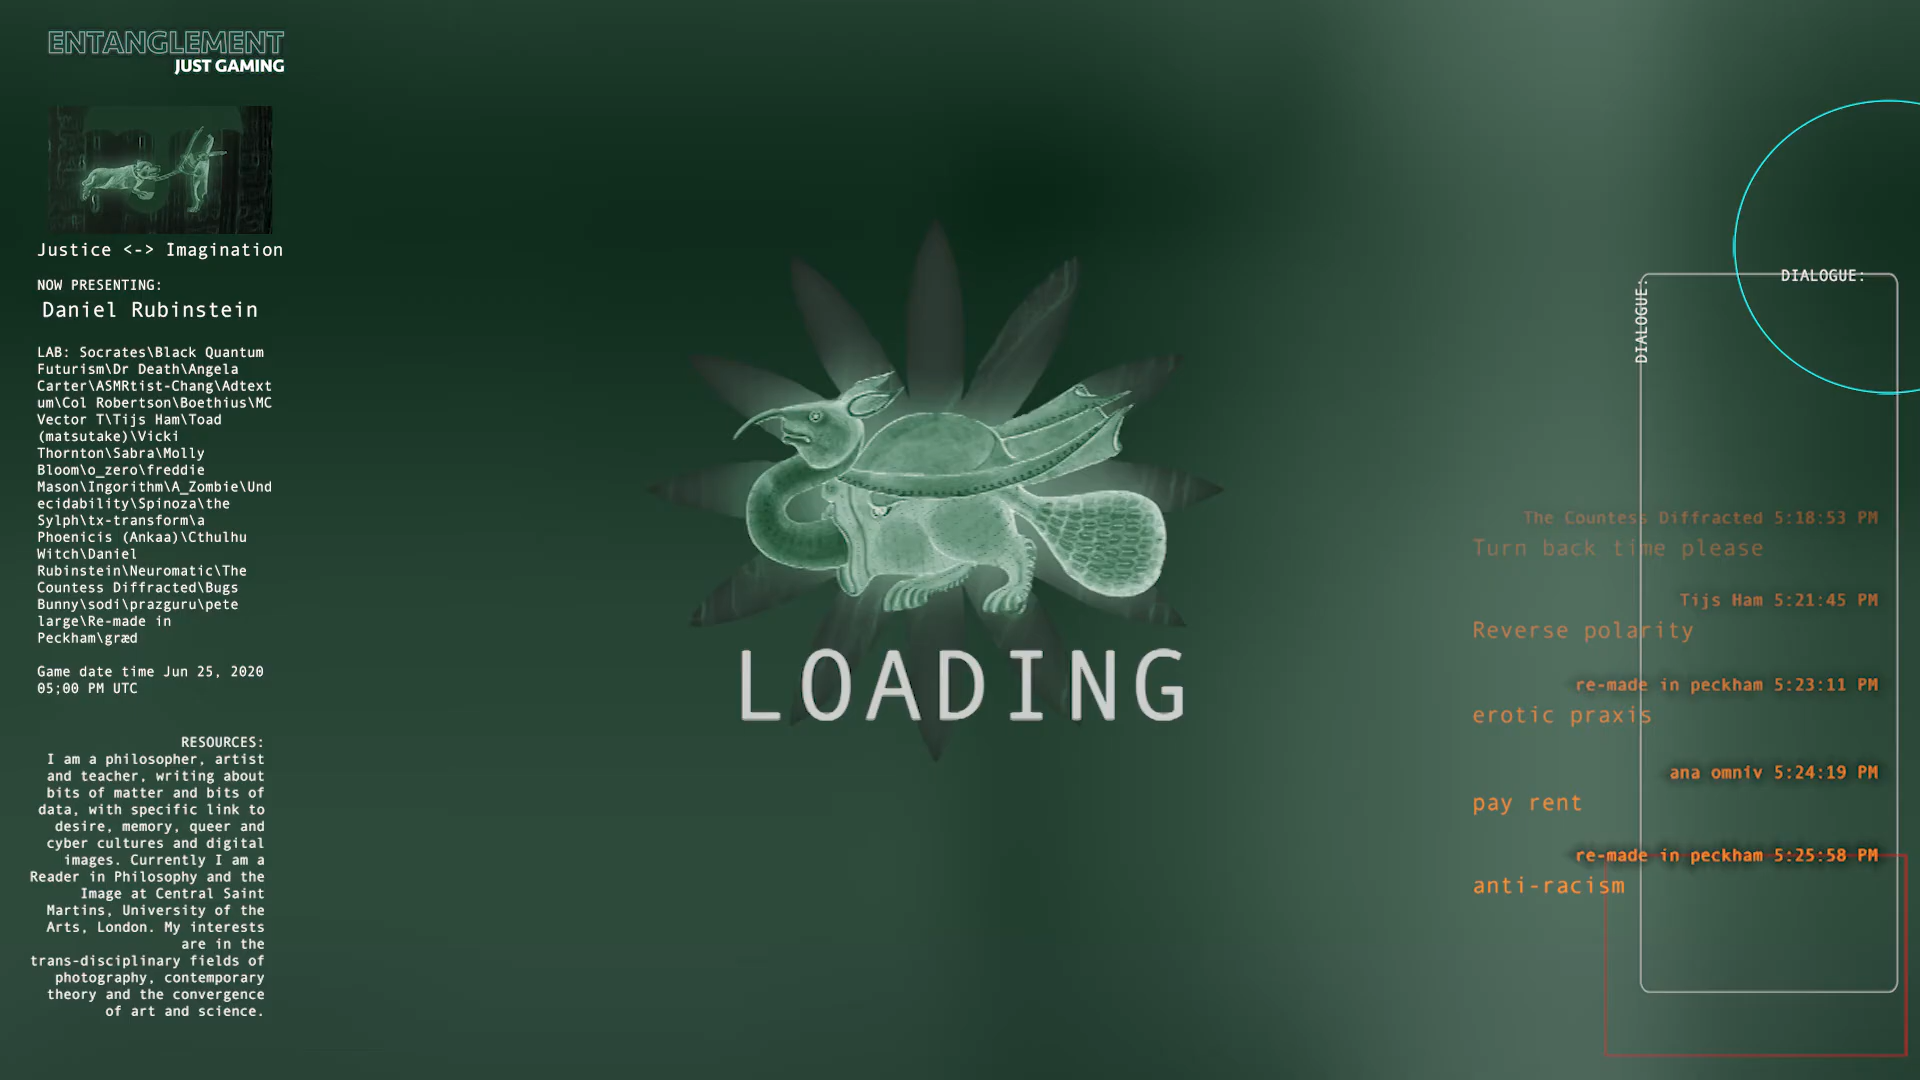 ENTANGLEMENT
JUST GAMING
Justice <-> Imagination
NOW PRESENTING:
Daniel Rubinstein
LAB: Socrates\Black Quantum
Futurism\Dr Death\Angela
Carter\ASMRtist-Chang\Adtext
um\Col Robertson\Boethius\MC
Vector T\Tijs Ham\Toad
(matsutake)\Vicki
Thornton\Sabra\Molly
Bloom\o_zero\freddie
Mason\Ingorithm\A_Zombie\Und
ecidability\Spinoza\the
Sylph\tx-transform\a
Phoenicis (Ankaa)\Cthulhu
Witch\Daniel
Rubinstein\Neuromatic\The
Countess Diffracted\Bugs
Bunny\sodi\prazguru\pete
large\Re-made in
Peckham\græd
Game date time Jun 25, 2020
05;00 PM UTC
RESOURCES:
I am a philosopher, artist
and teacher, writing about
bits of matter and bits of
data, with specific link to
desire, memory, queer and
cyber cultures and digital
images. Currently I am a
Reader in Philosophy and the
Image at Central Saint
Martins, University of the
Arts, London. My interests
are in the
trans-disciplinary fields of
photography, contemporary
theory and the convergence
of art and science.
LOADING
DIALOGUE:
DIALOGUE:
The Countess Diffracted 5:18:53 PM
Turn back time please
Tijs Ham 5:21:45 PM
Reverse polarity
re-made in peckham 5:23:11 PM
erotic praxis
ana omniv 5:24:19 PM
pay rent
re-made in peckham 5:25:58 PM
anti-racism